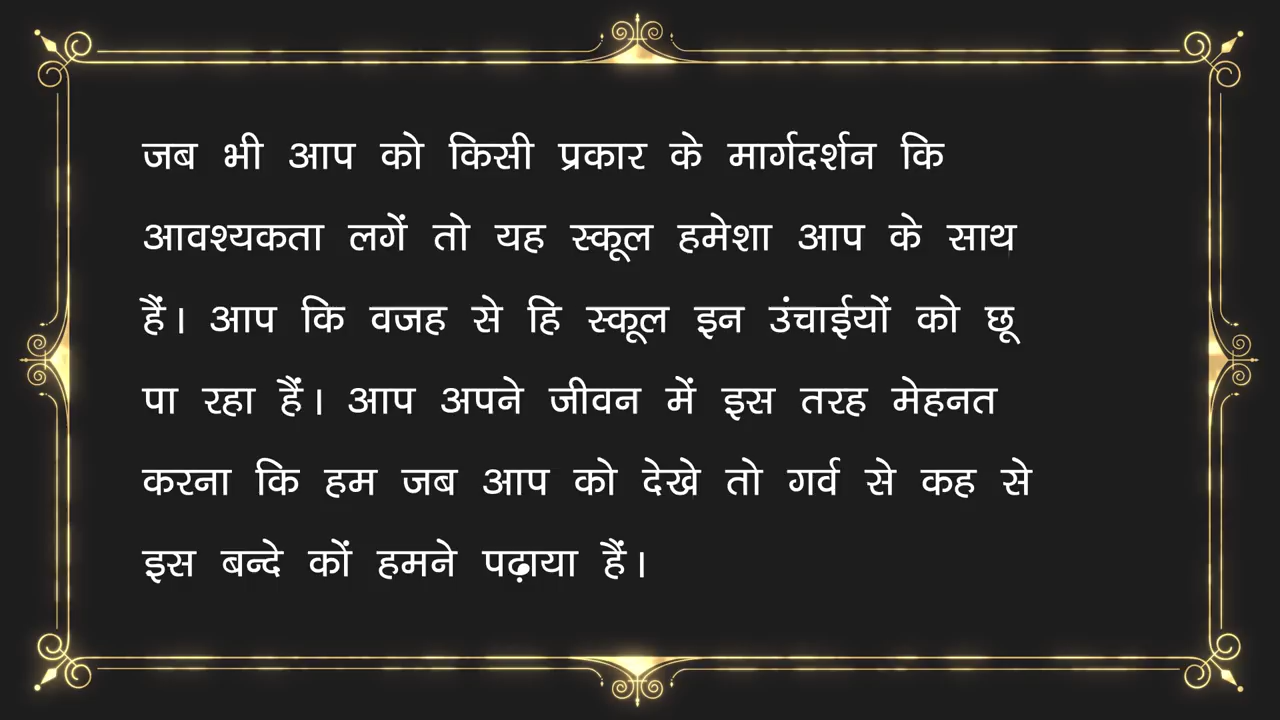 जब भी आप को किसी प्रकार के मार्गदर्शन कि
आवश्यकता लगें तो यह स्कूल हमेशा आप के साथ
हैं। आप कि वजह से हि स्कूल इन उंचाईयों को छू
पा रहा हैं। आप अपने जीवन में इस तरह मेहनत
करना कि हम जब आप को देखे तो गर्व से कह से
इस बन्दे कों हमने पढ़ाया हैं।